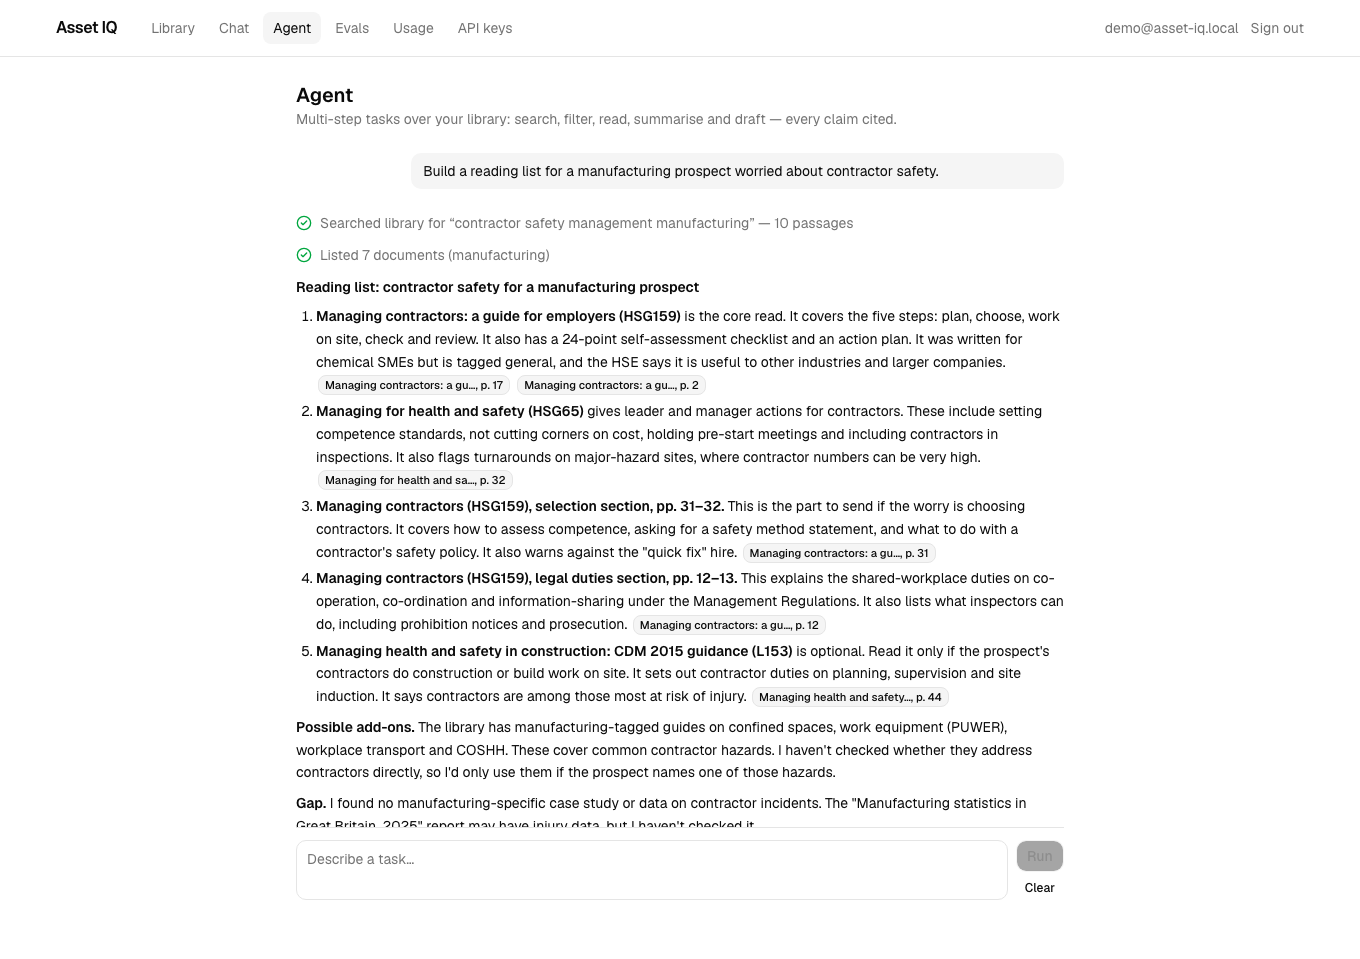 Asset IQ
Library
Chat
Agent
Evals
Usage
API keys
demo@asset-iq.local
Sign out
Agent
Multi-step tasks over your library: search, filter, read, summarise and draft — every claim cited.
Build a reading list for a manufacturing prospect worried about contractor safety.
Searched library for “contractor safety management manufacturing” — 10 passages
Listed 7 documents (manufacturing)
Reading list: contractor safety for a manufacturing prospect
1. Managing contractors: a guide for employers (HSG159) is the core read. It covers the five steps: plan, choose, work
on site, check and review. It also has a 24-point self-assessment checklist and an action plan. It was written for
chemical SMEs but is tagged general, and the HSE says it is useful to other industries and larger companies.
Managing contractors: a gu…, p. 17 Managing contractors: a gu…, p. 2
2. Managing for health and safety (HSG65) gives leader and manager actions for contractors. These include setting
competence standards, not cutting corners on cost, holding pre-start meetings and including contractors in
inspections. It also flags turnarounds on major-hazard sites, where contractor numbers can be very high.
Managing for health and sa…, p. 32
3. Managing contractors (HSG159), selection section, pp. 31–32. This is the part to send if the worry is choosing
contractors. It covers how to assess competence, asking for a safety method statement, and what to do with a
contractor's safety policy. It also warns against the "quick fix" hire. Managing contractors: a gu…, p. 31
4. Managing contractors (HSG159), legal duties section, pp. 12–13. This explains the shared-workplace duties on co-
operation, co-ordination and information-sharing under the Management Regulations. It also lists what inspectors can
do, including prohibition notices and prosecution. Managing contractors: a gu…, p. 12
5. Managing health and safety in construction: CDM 2015 guidance (L153) is optional. Read it only if the prospect's
contractors do construction or build work on site. It sets out contractor duties on planning, supervision and site
induction. It says contractors are among those most at risk of injury. Managing health and safety…, p. 44
Possible add-ons. The library has manufacturing-tagged guides on confined spaces, work equipment (PUWER),
workplace transport and COSHH. These cover common contractor hazards. I haven't checked whether they address
contractors directly, so I'd only use them if the prospect names one of those hazards.
Gap. I found no manufacturing-specific case study or data on contractor incidents. The "Manufacturing statistics in
Great Britain, 2025" report may have injury data, but I haven't checked it.
Describe a task…
Run
Clear